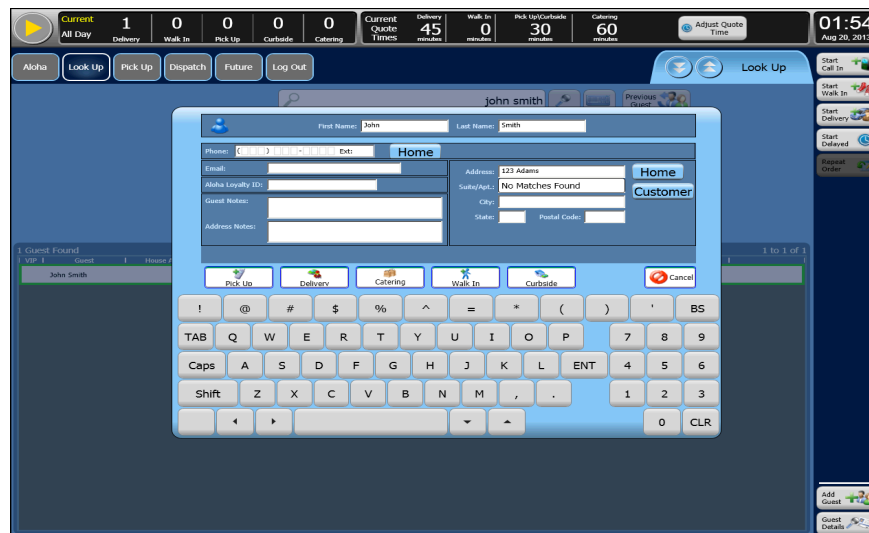 Current 1 0 0 0 0 Current Delivery Walk In Pick Up\Curbside Catering
All Day Delivery Walk In Pick Up Curbside Catering Quote Times 45 minutes 0 minutes 30 minutes 60 minutes Adjust Quote Time 01:54
Aug 20, 2013
Aloha Look Up Pick Up Dispatch Future Log Out Look Up
Start Call In
Start Walk In
Start Delivery
Start Delayed
Repeat Order
john smith Previous Guest
First Name: John Last Name: Smith
Phone: ( ) - Ext: Home
Email:
Aloha Loyalty ID:
Guest Notes:
Address Notes:
Address: 123 Adams Home
Suite/Apt.: No Matches Found Customer
City:
State: Postal Code:
1 Guest Found 1 to 1 of 1
VIP Guest House
John Smith
Pick Up Delivery Catering Walk In Curbside Cancel
! @ # $ % ^ = * ( ) ' BS
TAB Q W E R T Y U I O P 7 8 9
Caps A S D F G H J K L ENT 4 5 6
Shift Z X C V B N M , . 1 2 3
0 CLR
Add Guest
Guest Details